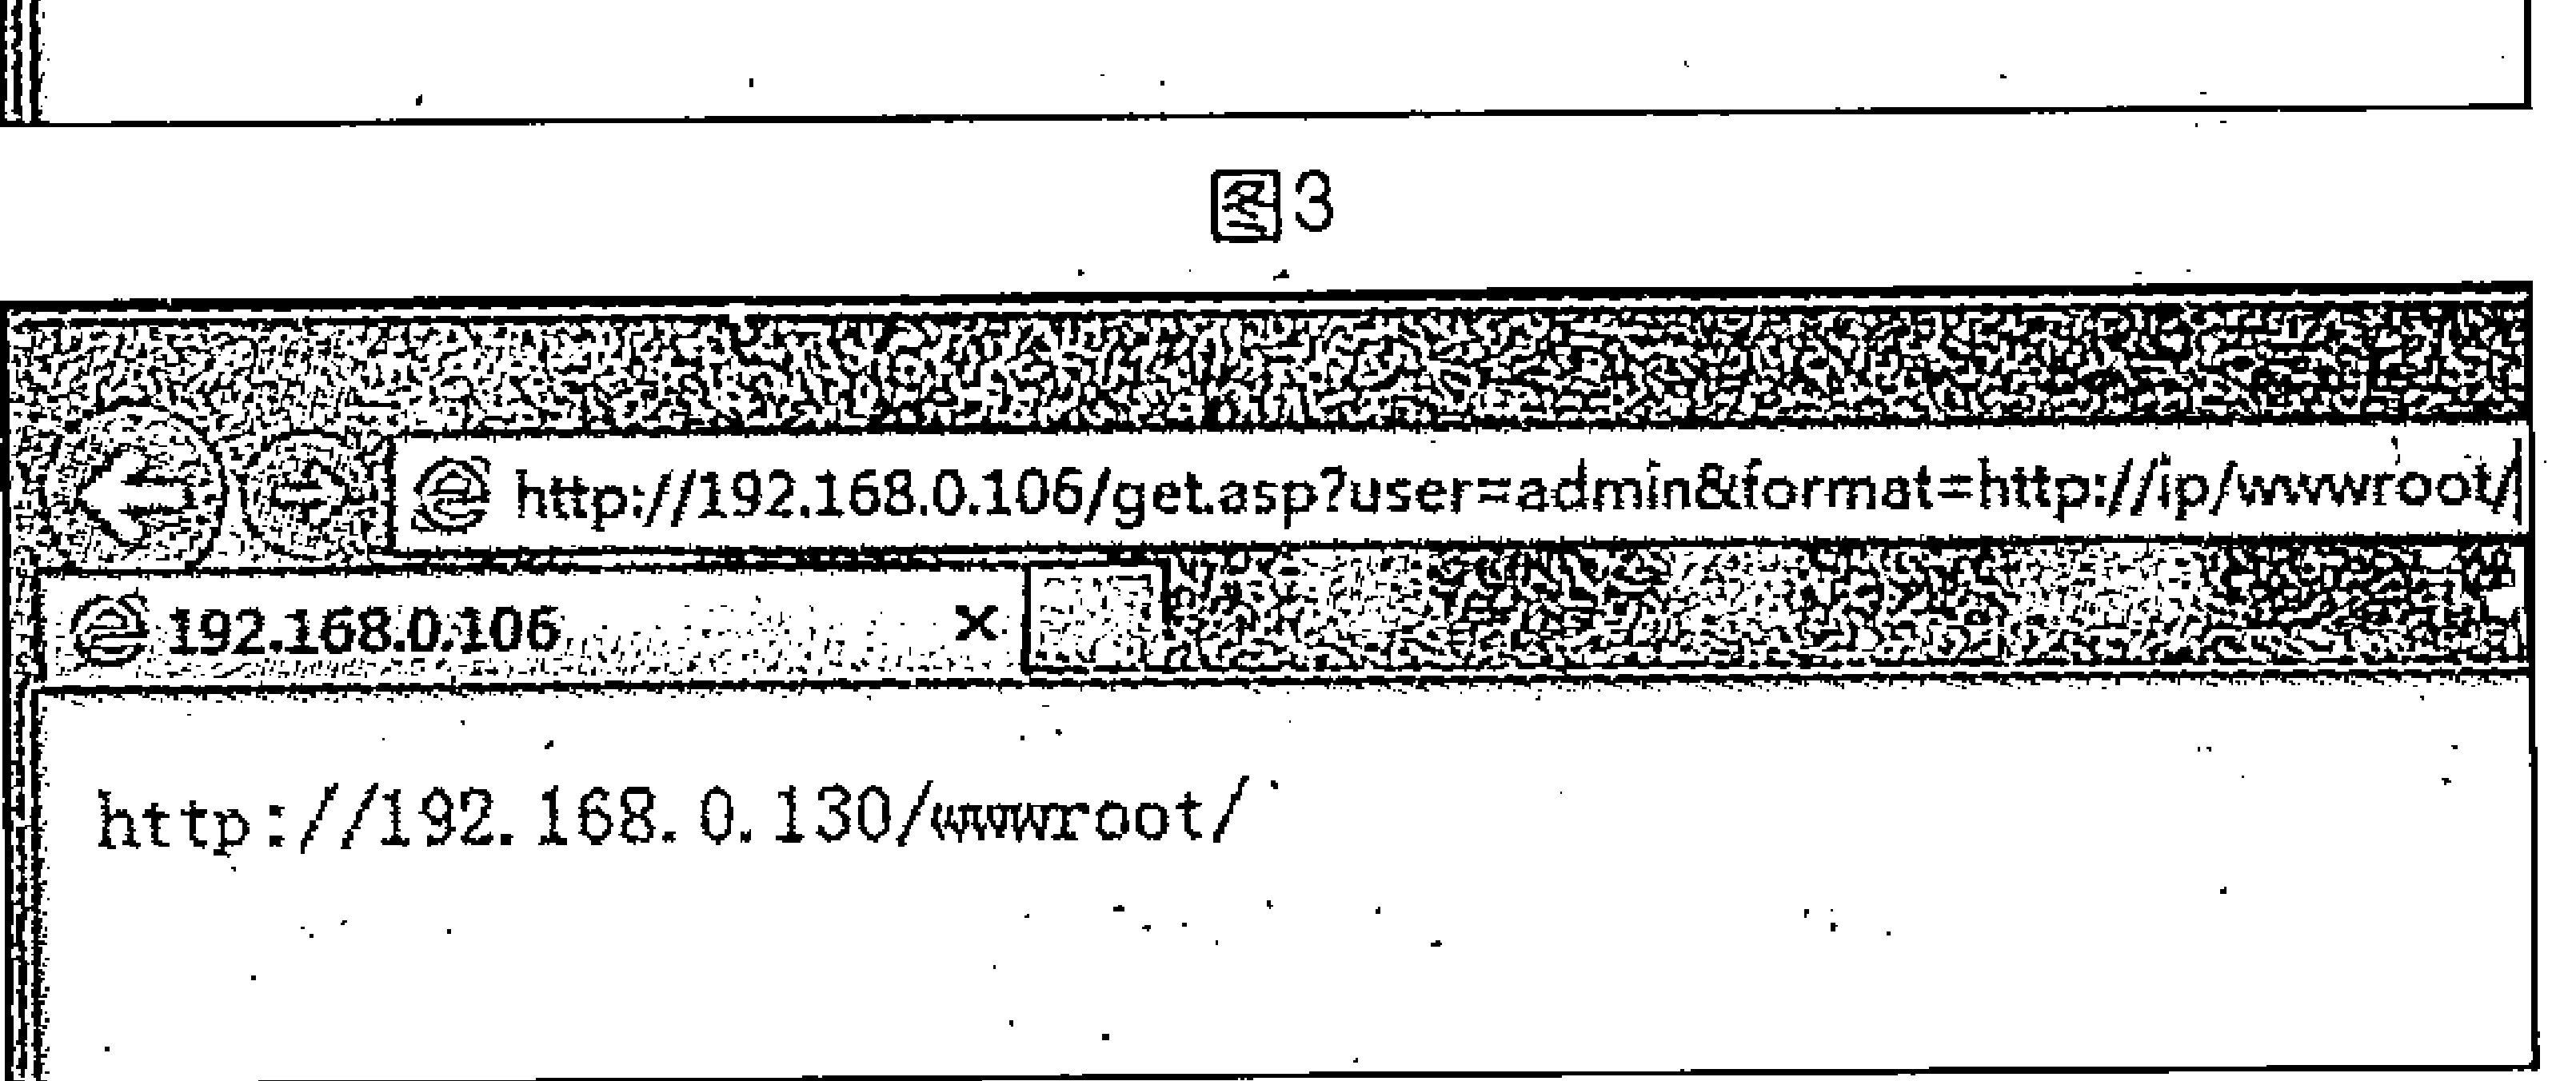 图3
http://192.168.0.106/get.asp?user=admin&format=http://ip/wwwroot/
192.168.0.106 ×
http://192.168.0.130/wwwroot/